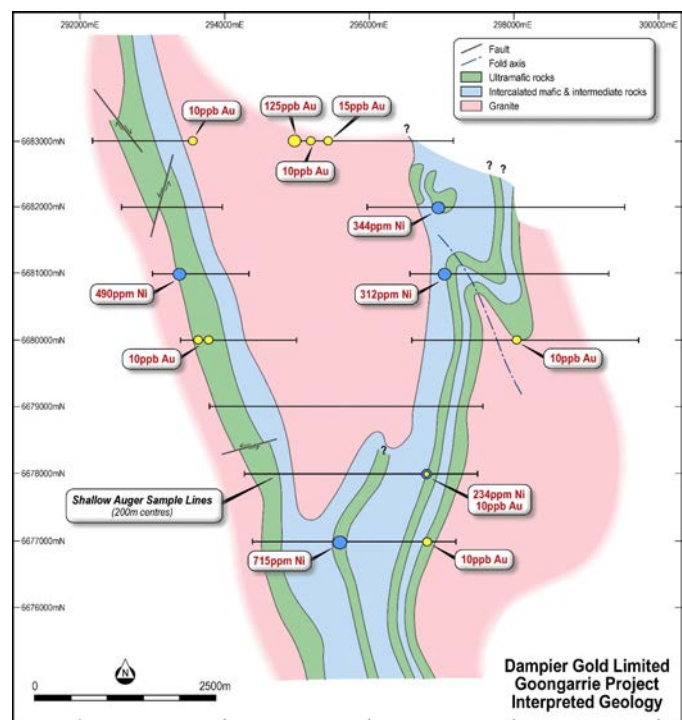 292000mE 294000mE 296000mE 298000mE 300000mE
Fault
Fold axis
Ultramafic rocks
Intercalated mafic & intermediate rocks
Granite
10ppb Au
125ppb Au
15ppb Au
10ppb Au
?
6683000mN
? ?
6682000mN
344ppm Ni
6681000mN
490ppm Ni
312ppm Ni
6680000mN
10ppb Au
10ppb Au
6679000mN
?
6678000mN
Shallow Auger Sample Lines
(200m centres)
234ppm Ni
10ppb Au
6677000mN
715ppm Ni
10ppb Au
6676000mN
N
0 2500m
Dampier Gold Limited
Goongarrie Project
Interpreted Geology